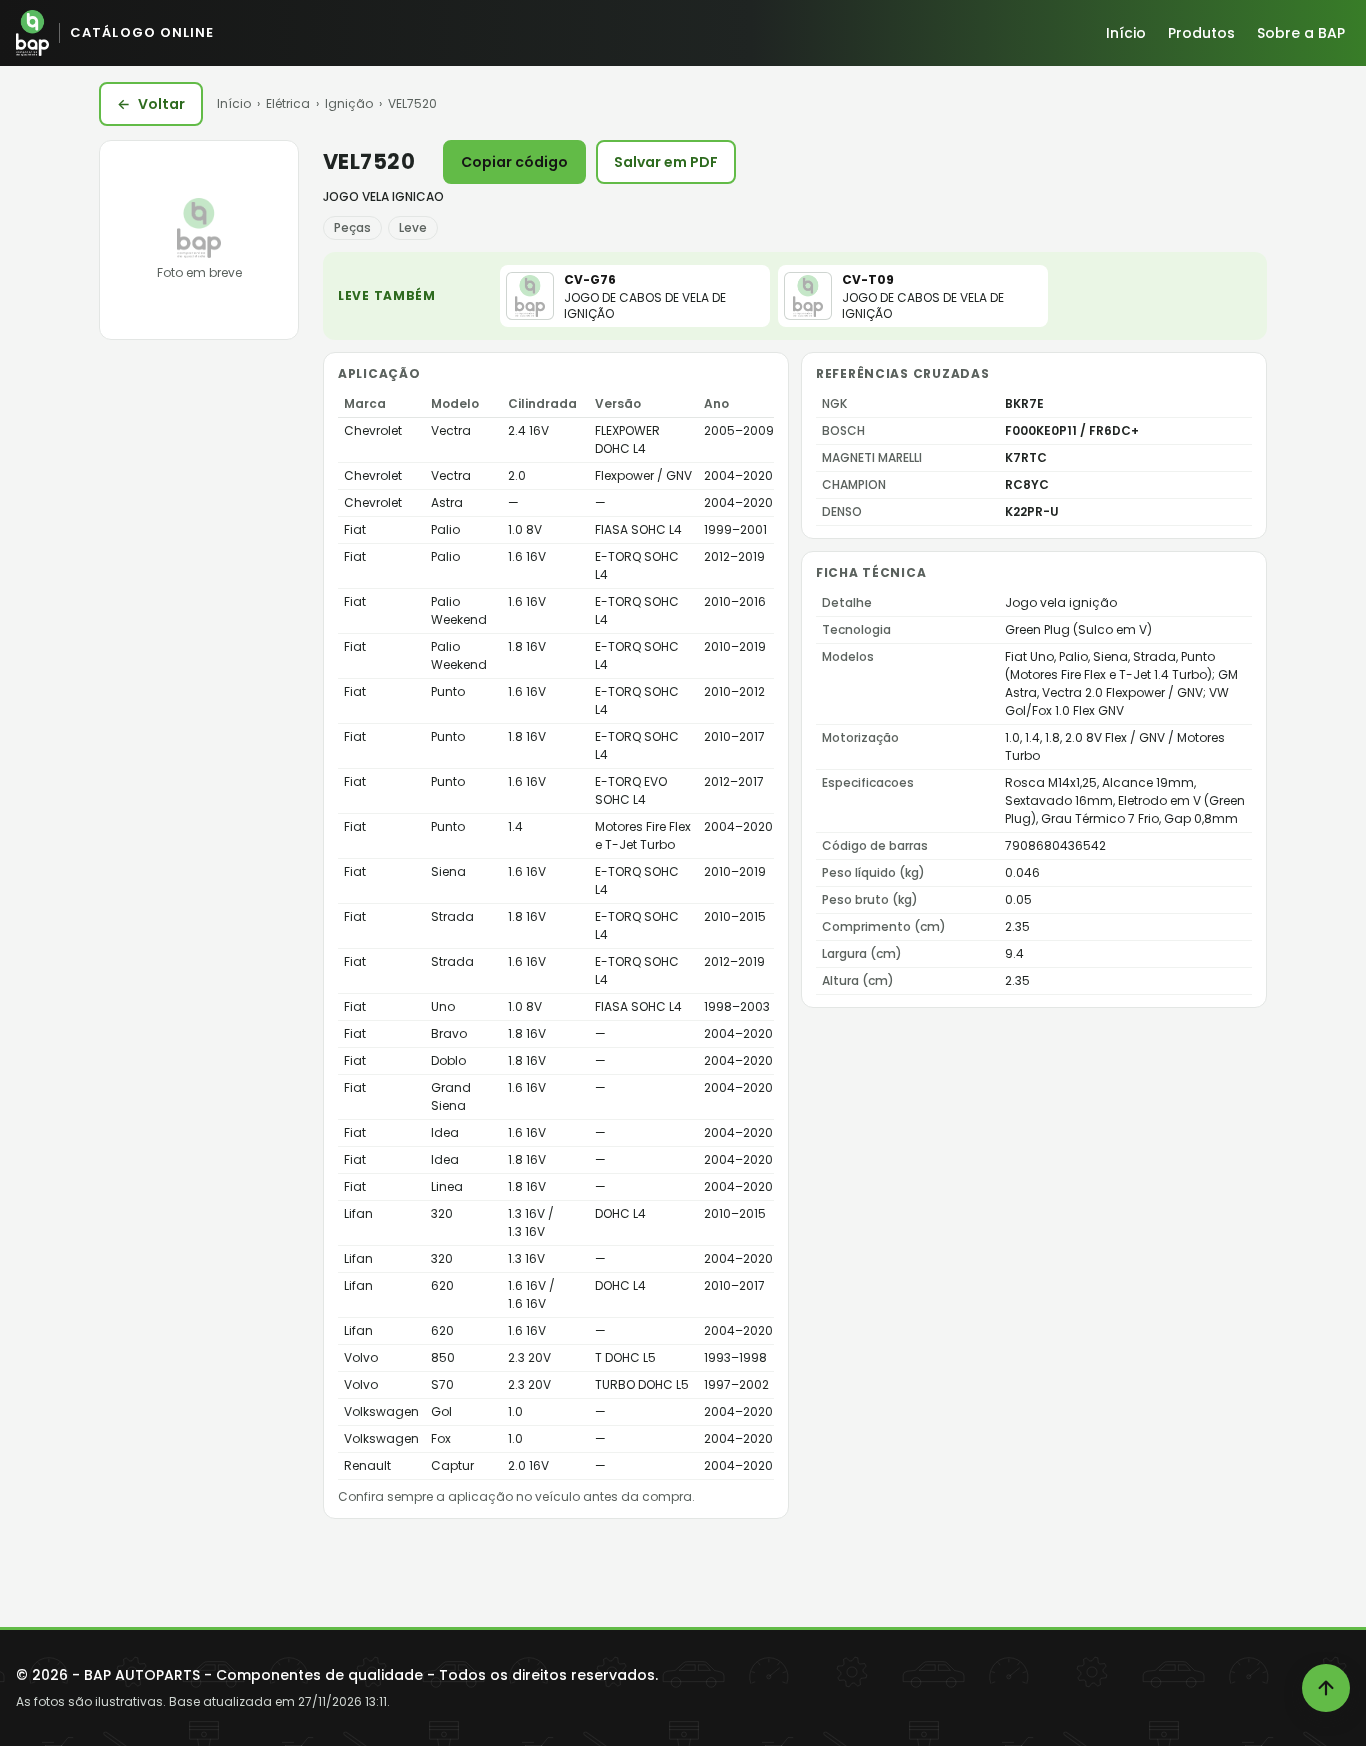 bap
CATÁLOGO ONLINE
Início
Produtos
Sobre a BAP
← Voltar
Início › Elétrica › Ignição › VEL7520
bap
Foto em breve
VEL7520
Copiar código
Salvar em PDF
JOGO VELA IGNICAO
Peças
Leve
LEVE TAMBÉM
bap
CV-G76
JOGO DE CABOS DE VELA DE
IGNIÇÃO
bap
CV-T09
JOGO DE CABOS DE VELA DE
IGNIÇÃO
APLICAÇÃO
Marca Modelo Cilindrada Versão Ano
Chevrolet Vectra 2.4 16V FLEXPOWER 2005–2009
DOHC L4
Chevrolet Vectra 2.0 Flexpower / GNV 2004–2020
Chevrolet Astra — — 2004–2020
Fiat Palio 1.0 8V FIASA SOHC L4 1999–2001
Fiat Palio 1.6 16V E-TORQ SOHC 2012–2019
L4
Fiat Palio 1.6 16V E-TORQ SOHC 2010–2016
Weekend L4
Fiat Palio 1.8 16V E-TORQ SOHC 2010–2019
Weekend L4
Fiat Punto 1.6 16V E-TORQ SOHC 2010–2012
L4
Fiat Punto 1.8 16V E-TORQ SOHC 2010–2017
L4
Fiat Punto 1.6 16V E-TORQ EVO 2012–2017
SOHC L4
Fiat Punto 1.4 Motores Fire Flex 2004–2020
e T-Jet Turbo
Fiat Siena 1.6 16V E-TORQ SOHC 2010–2019
L4
Fiat Strada 1.8 16V E-TORQ SOHC 2010–2015
L4
Fiat Strada 1.6 16V E-TORQ SOHC 2012–2019
L4
Fiat Uno 1.0 8V FIASA SOHC L4 1998–2003
Fiat Bravo 1.8 16V — 2004–2020
Fiat Doblo 1.8 16V — 2004–2020
Fiat Grand 1.6 16V — 2004–2020
Siena
Fiat Idea 1.6 16V — 2004–2020
Fiat Idea 1.8 16V — 2004–2020
Fiat Linea 1.8 16V — 2004–2020
Lifan 320 1.3 16V / DOHC L4 2010–2015
1.3 16V
Lifan 320 1.3 16V — 2004–2020
Lifan 620 1.6 16V / DOHC L4 2010–2017
1.6 16V
Lifan 620 1.6 16V — 2004–2020
Volvo 850 2.3 20V T DOHC L5 1993–1998
Volvo S70 2.3 20V TURBO DOHC L5 1997–2002
Volkswagen Gol 1.0 — 2004–2020
Volkswagen Fox 1.0 — 2004–2020
Renault Captur 2.0 16V — 2004–2020
Confira sempre a aplicação no veículo antes da compra.
REFERÊNCIAS CRUZADAS
NGK BKR7E
BOSCH F000KE0P11 / FR6DC+
MAGNETI MARELLI K7RTC
CHAMPION RC8YC
DENSO K22PR-U
FICHA TÉCNICA
Detalhe Jogo vela ignição
Tecnologia Green Plug (Sulco em V)
Modelos Fiat Uno, Palio, Siena, Strada, Punto
(Motores Fire Flex e T-Jet 1.4 Turbo); GM
Astra, Vectra 2.0 Flexpower / GNV; VW
Gol/Fox 1.0 Flex GNV
Motorização 1.0, 1.4, 1.8, 2.0 8V Flex / GNV / Motores
Turbo
Especificacoes Rosca M14x1,25, Alcance 19mm,
Sextavado 16mm, Eletrodo em V (Green
Plug), Grau Térmico 7 Frio, Gap 0,8mm
Código de barras 7908680436542
Peso líquido (kg) 0.046
Peso bruto (kg) 0.05
Comprimento (cm) 2.35
Largura (cm) 9.4
Altura (cm) 2.35
© 2026 - BAP AUTOPARTS - Componentes de qualidade - Todos os direitos reservados.
As fotos são ilustrativas. Base atualizada em 27/11/2026 13:11.